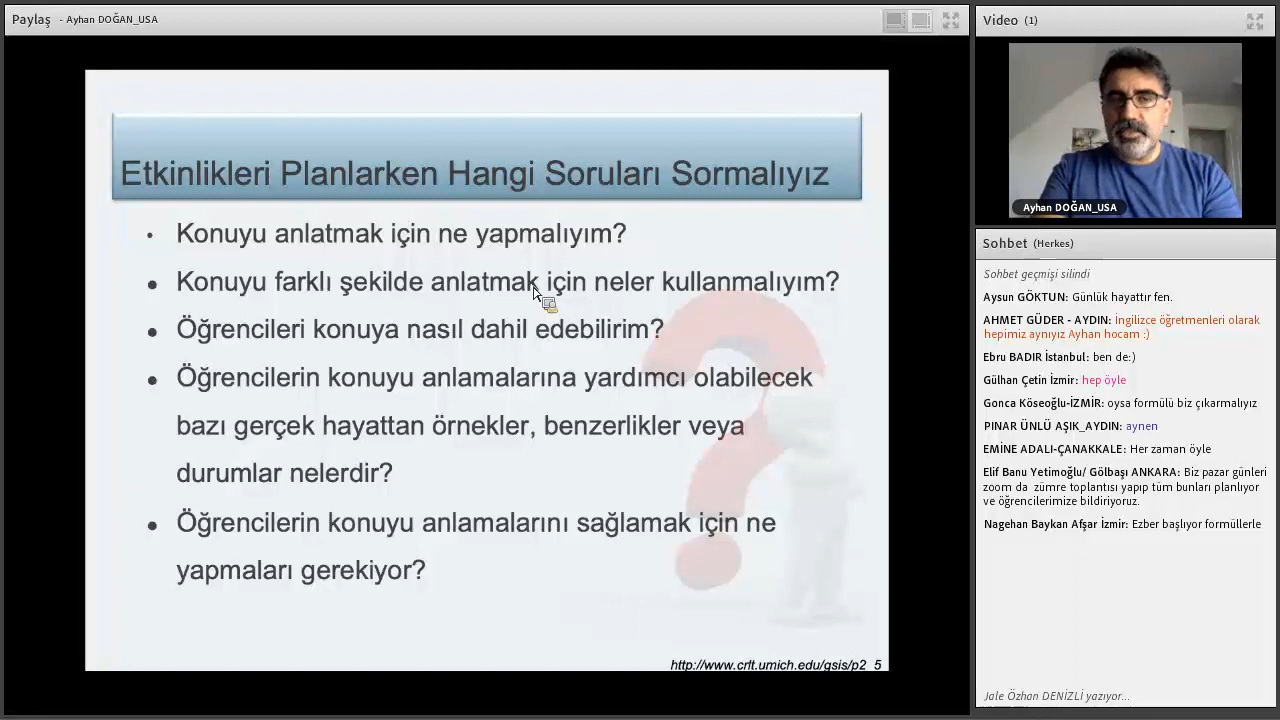 Paylaş - Ayhan DOĞAN_USA
Etkinlikleri Planlarken Hangi Soruları Sormalıyız
• Konuyu anlatmak için ne yapmalıyım?
• Konuyu farklı şekilde anlatmak için neler kullanmalıyım?
• Öğrencileri konuya nasıl dahil edebilirim?
• Öğrencilerin konuyu anlamalarına yardımcı olabilecek
bazı gerçek hayattan örnekler, benzerlikler veya
durumlar nelerdir?
• Öğrencilerin konuyu anlamalarını sağlamak için ne
yapmaları gerekiyor?
http://www.crlt.umich.edu/gsis/p2_5
Video (1)
Ayhan DOĞAN_USA
Sohbet (Herkes)
Sohbet geçmişi silindi
Aysun GÖKTUN: Günlük hayattır fen.
AHMET GÜDER - AYDIN: İngilizce öğretmenleri olarak
hepimiz aynıyız Ayhan hocam :)
Ebru BADIR İstanbul: ben de:)
Gülhan Çetin İzmir: hep öyle
Gonca Köseoğlu-İZMİR: oysa formülü biz çıkarmalıyız
PINAR ÜNLÜ AŞIK_AYDIN: aynen
EMİNE ADALI-ÇANAKKALE: Her zaman öyle
Elif Banu Yetimoğlu/ Gölbaşı ANKARA: Biz pazar günleri
zoom da zümre toplantısı yapıp tüm bunları planlıyor
ve öğrencilerimize bildiriyoruz.
Nagehan Baykan Afşar İzmir: Ezber başlıyor formüllerle
Jale Özhan DENİZLİ yazıyor...